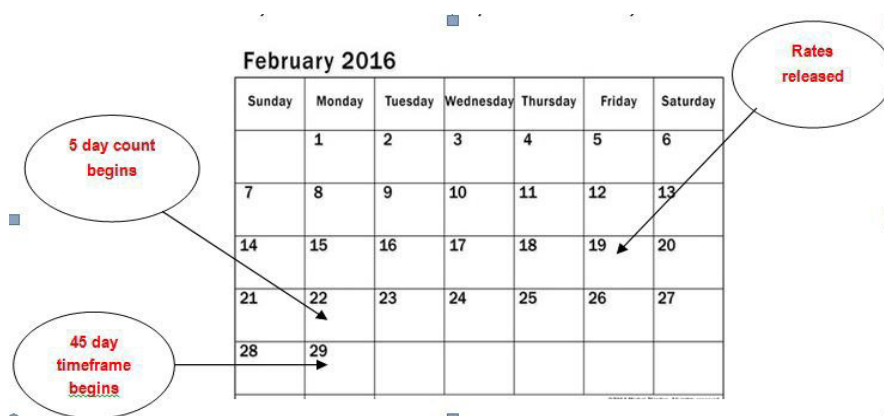 February 2016
Rates
released
Sunday Monday Tuesday Wednesday Thursday Friday Saturday
1 2 3 4 5 6
5 day count
begins
7 8 9 10 11 12 13
14 15 16 17 18 19 20
21 22 23 24 25 26 27
45 day
timeframe
begins
28 29